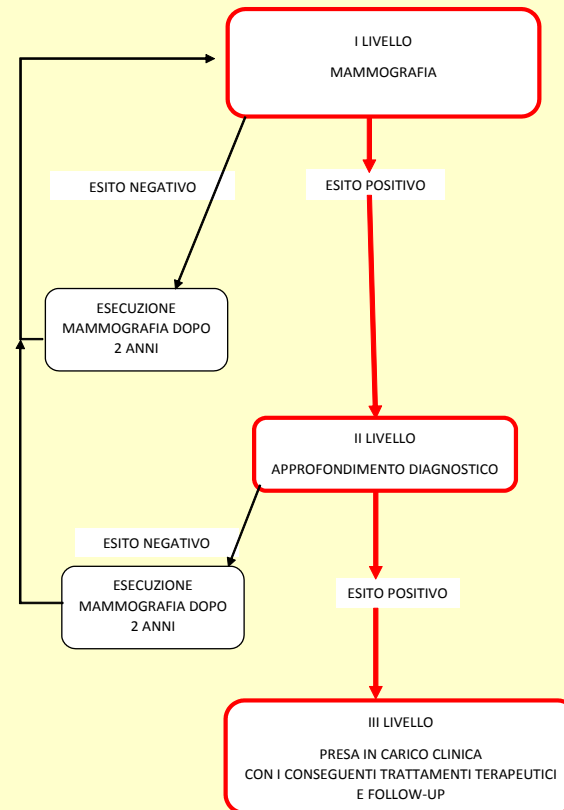 I LIVELLO
MAMMOGRAFIA
ESITO NEGATIVO
ESITO POSITIVO
ESECUZIONE
MAMMOGRAFIA DOPO
2 ANNI
II LIVELLO
APPROFONDIMENTO DIAGNOSTICO
ESITO NEGATIVO
ESECUZIONE
MAMMOGRAFIA DOPO
2 ANNI
ESITO POSITIVO
III LIVELLO
PRESA IN CARICO CLINICA
CON I CONSEGUENTI TRATTAMENTI TERAPEUTICI
E FOLLOW-UP